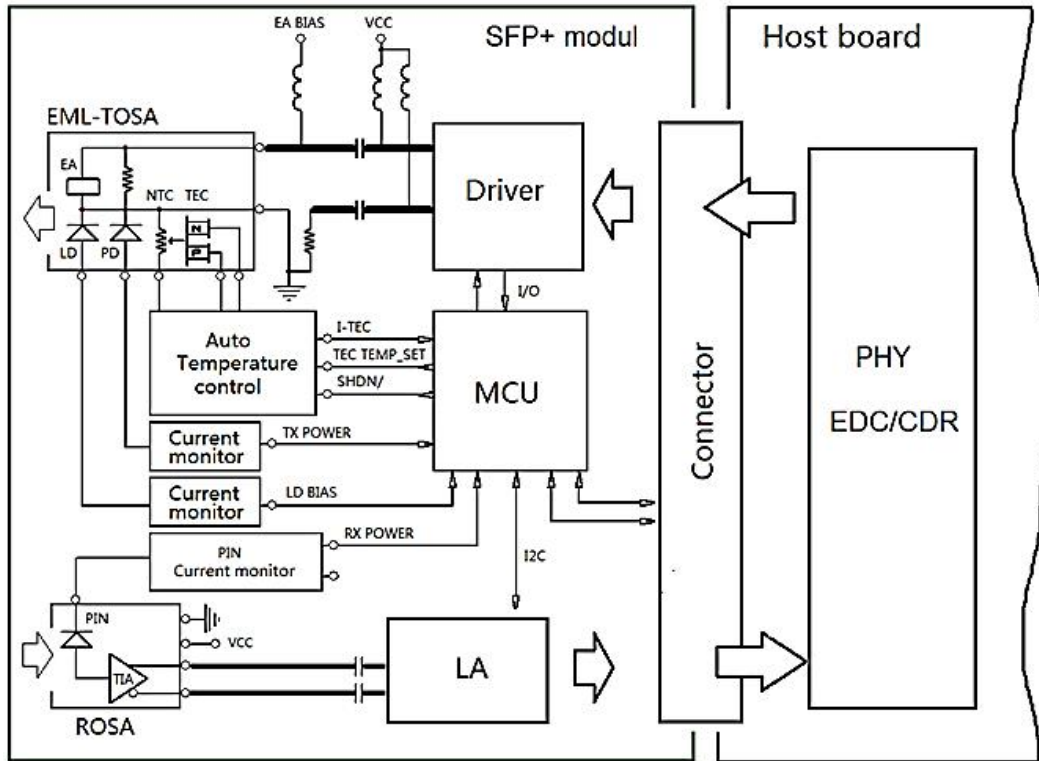 EA BIAS
VCC
SFP+ modul
Host board
EML-TOSA
EA
NTC TEC
N
P
LD
PD
Driver
I/O
Auto
Temperature
control
I-TEC
TEC TEMP_SET
SHDN/
MCU
Connector
PHY
EDC/CDR
Current
monitor
TX POWER
Current
monitor
LD BIAS
PIN
Current monitor
RX POWER
I2C
PIN
VCC
TIA
LA
ROSA